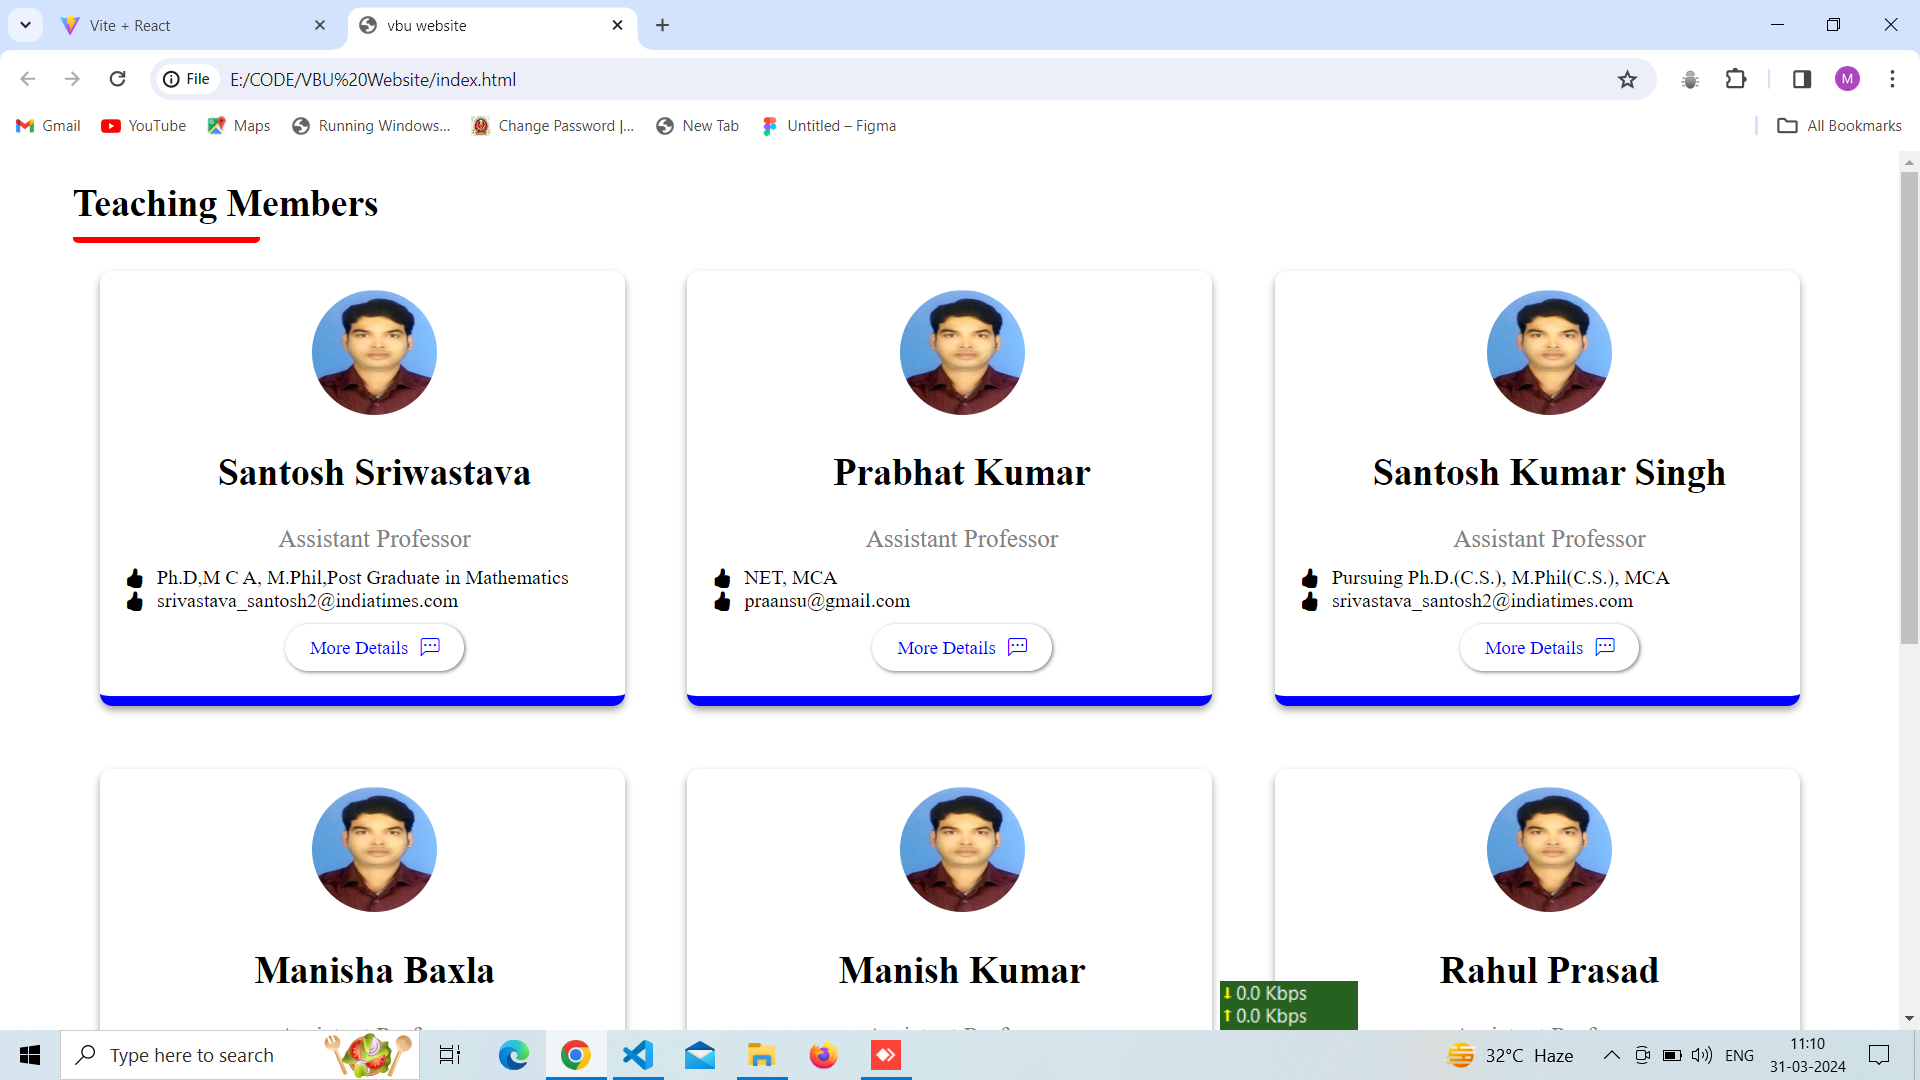 Vite + React
vbu website
File E:/CODE/VBU%20Website/index.html
M
Gmail YouTube Maps Running Windows... Change Password |... New Tab Untitled – Figma All Bookmarks
Teaching Members
Santosh Sriwastava
Assistant Professor
Ph.D,M C A, M.Phil,Post Graduate in Mathematics
srivastava_santosh2@indiatimes.com
More Details
Prabhat Kumar
Assistant Professor
NET, MCA
praansu@gmail.com
More Details
Santosh Kumar Singh
Assistant Professor
Pursuing Ph.D.(C.S.), M.Phil(C.S.), MCA
srivastava_santosh2@indiatimes.com
More Details
Manisha Baxla
Manish Kumar
Rahul Prasad
0.0 Kbps
0.0 Kbps
Type here to search
32°C Haze
ENG
11:10
31-03-2024